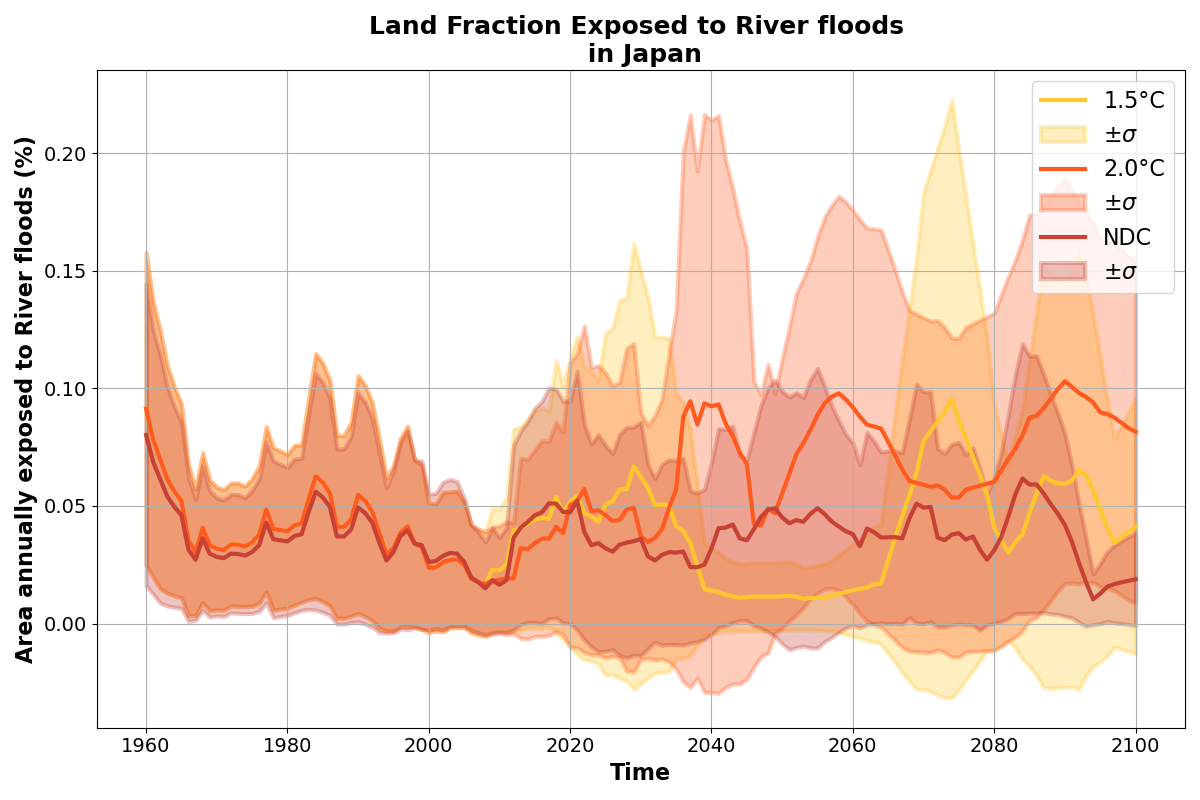 Land Fraction Exposed to River floods
in Japan
Area annually exposed to River floods (%)
0.20
0.15
0.10
0.05
0.00
1960 1980 2000 2020 2040 2060 2080 2100
Time
1.5°C
±σ
2.0°C
±σ
NDC
±σ